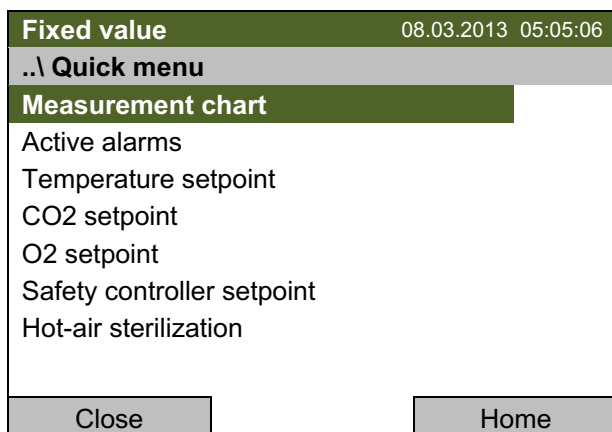 Fixed value 08.03.2013 05:05:06
..\ Quick menu
Measurement chart
Active alarms
Temperature setpoint
CO2 setpoint
O2 setpoint
Safety controller setpoint
Hot-air sterilization
Close Home